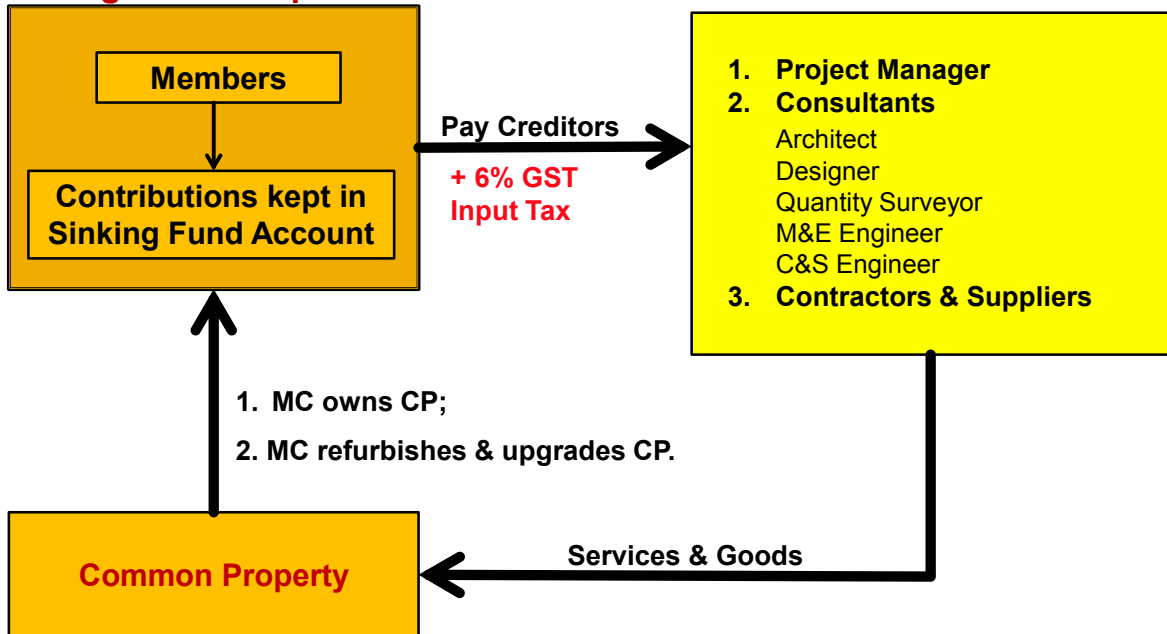 Members
Contributions kept in
Sinking Fund Account
Pay Creditors
+ 6% GST
Input Tax
1. Project Manager
2. Consultants
Architect
Designer
Quantity Surveyor
M&E Engineer
C&S Engineer
3. Contractors & Suppliers
1. MC owns CP;
2. MC refurbishes & upgrades CP.
Services & Goods
Common Property